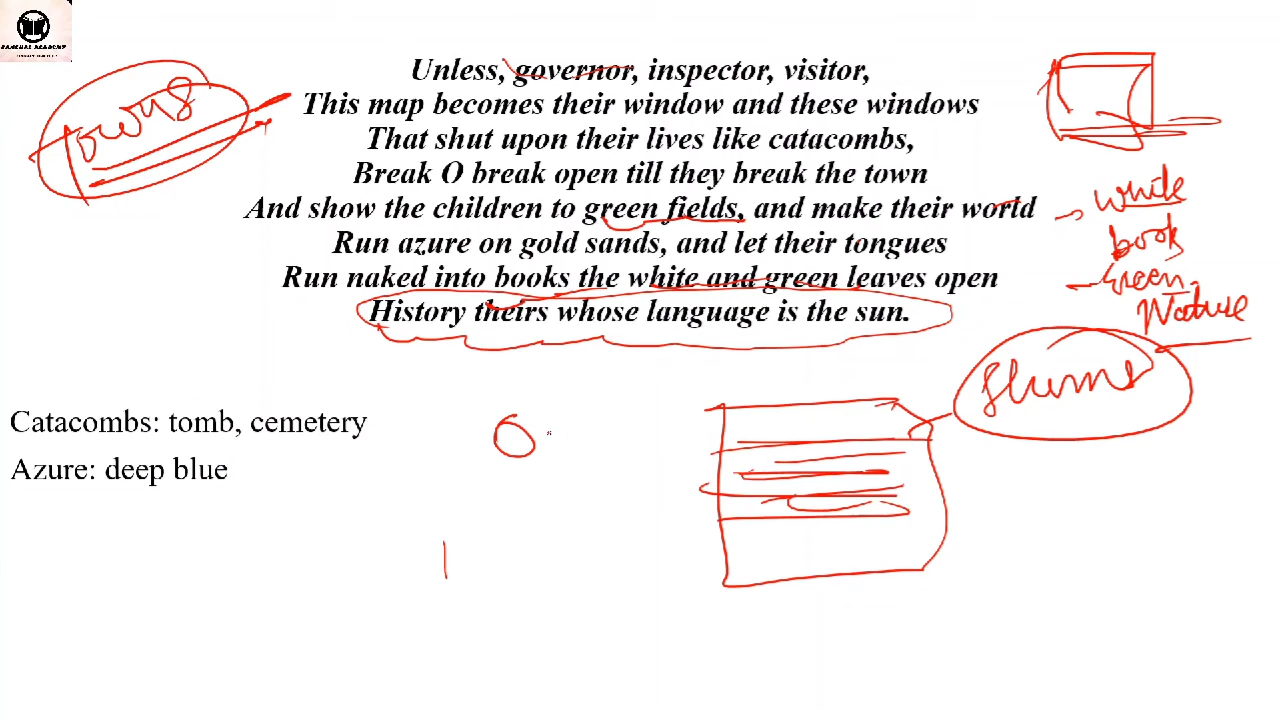 Unless, governor, inspector, visitor,
This map becomes their window and these windows
That shut upon their lives like catacombs,
Break O break open till they break the town
And show the children to green fields, and make their world
Run azure on gold sands, and let their tongues
Run naked into books the white and green leaves open
History theirs whose language is the sun.
towns
white
book
Green
Nature
slums
Catacombs: tomb, cemetery
Azure: deep blue